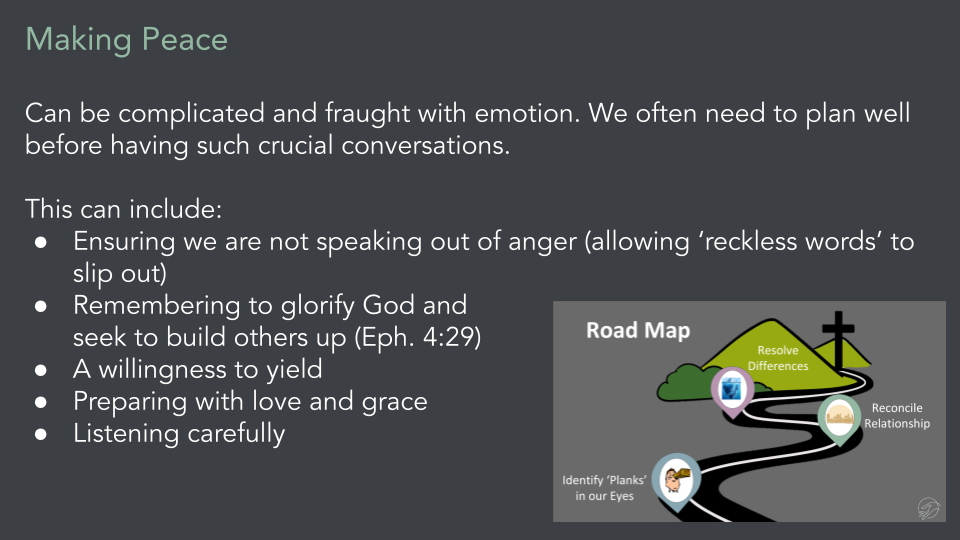 Making Peace
Can be complicated and fraught with emotion. We often need to plan well
before having such crucial conversations.
This can include:
● Ensuring we are not speaking out of anger (allowing ‘reckless words’ to
slip out)
● Remembering to glorify God and
seek to build others up (Eph. 4:29)
● A willingness to yield
● Preparing with love and grace
● Listening carefully
Road Map
Resolve
Differences
Reconcile
Relationship
Identify ‘Planks’
in our Eyes